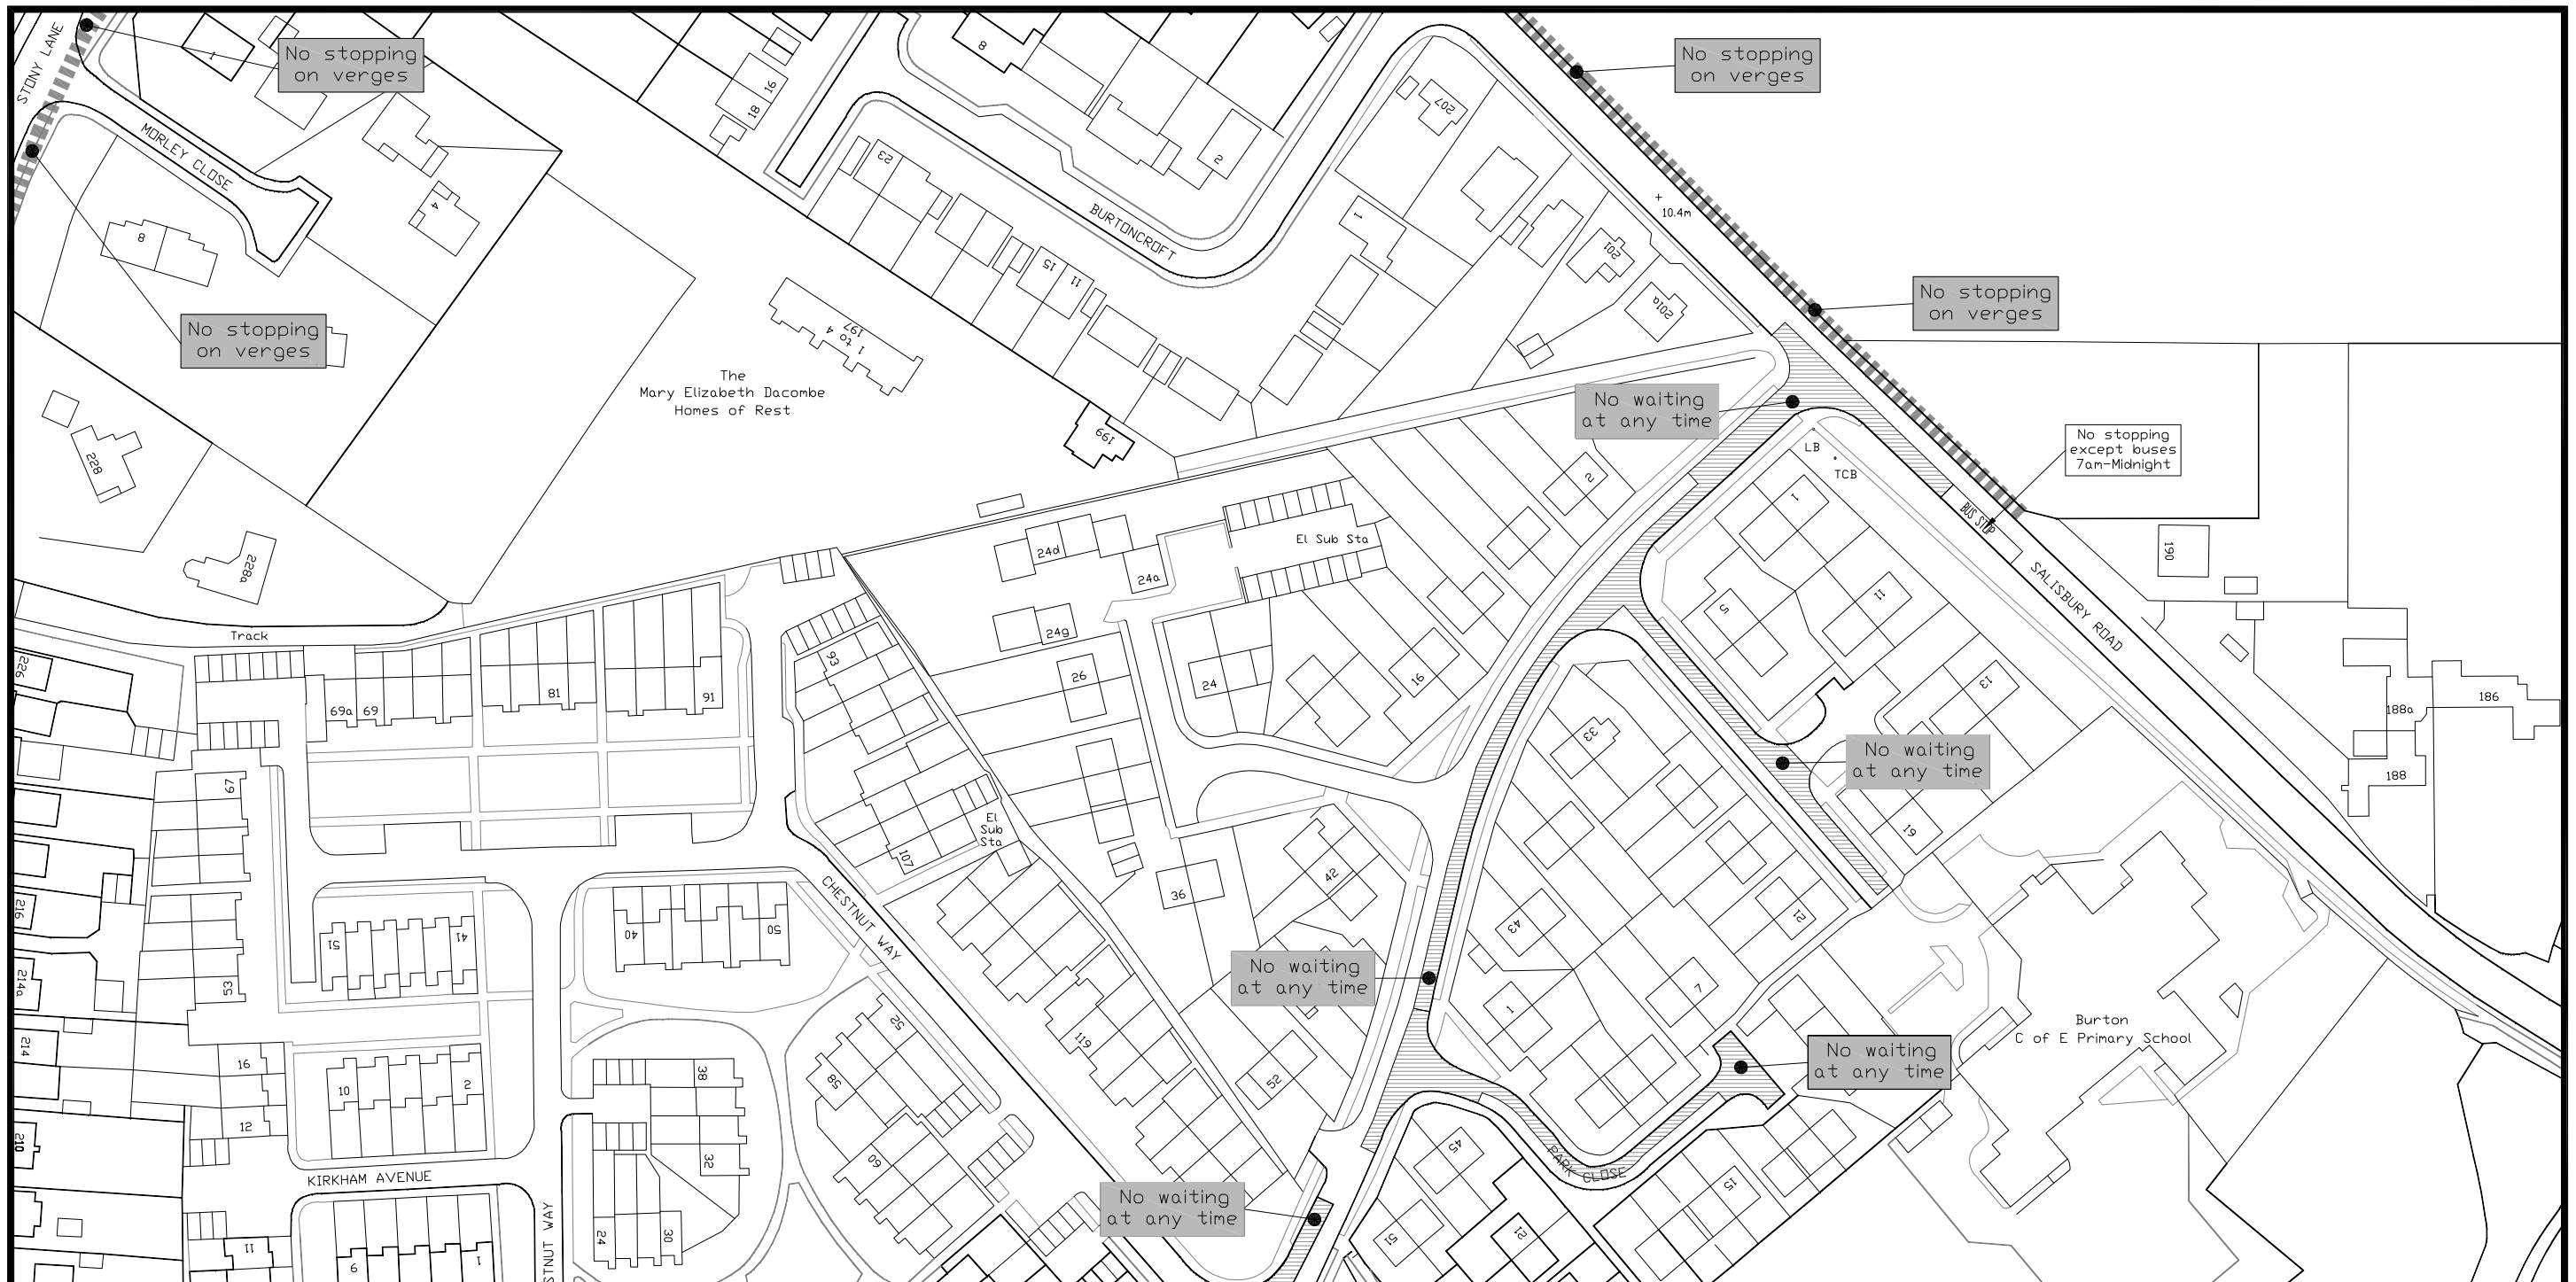 STONY LANE
No stopping
on verges
1
MORLEY CLOSE
4
8
No stopping
on verges
228
228a
Track
16
18
8
2
23
BURTONCROFT
15
11
1
207
201
201a
10.4m
No stopping
on verges
No stopping
on verges
197
1 to 4
The
Mary Elizabeth Dacombe
Homes of Rest
199
No waiting
at any time
LB
TCB
No stopping
except buses
7am-Midnight
BUS STOP
SALISBURY ROAD
190
186
188a
188
El Sub Sta
24d
24a
24g
24
26
2
16
1
5
11
13
19
No waiting
at any time
226
69a
69
81
91
93
107
El
Sub
Sta
67
53
216
214a
214
210
51
41
40
50
CHESTNUT WAY
36
42
33
43
21
7
1
No waiting
at any time
119
52
52
58
60
16
12
10
2
38
32
24
30
KIRKHAM AVENUE
11
9
1
STNUT WAY
Burton
C of E Primary School
No waiting
at any time
PARK CLOSE
45
51
21
15
No waiting
at any time